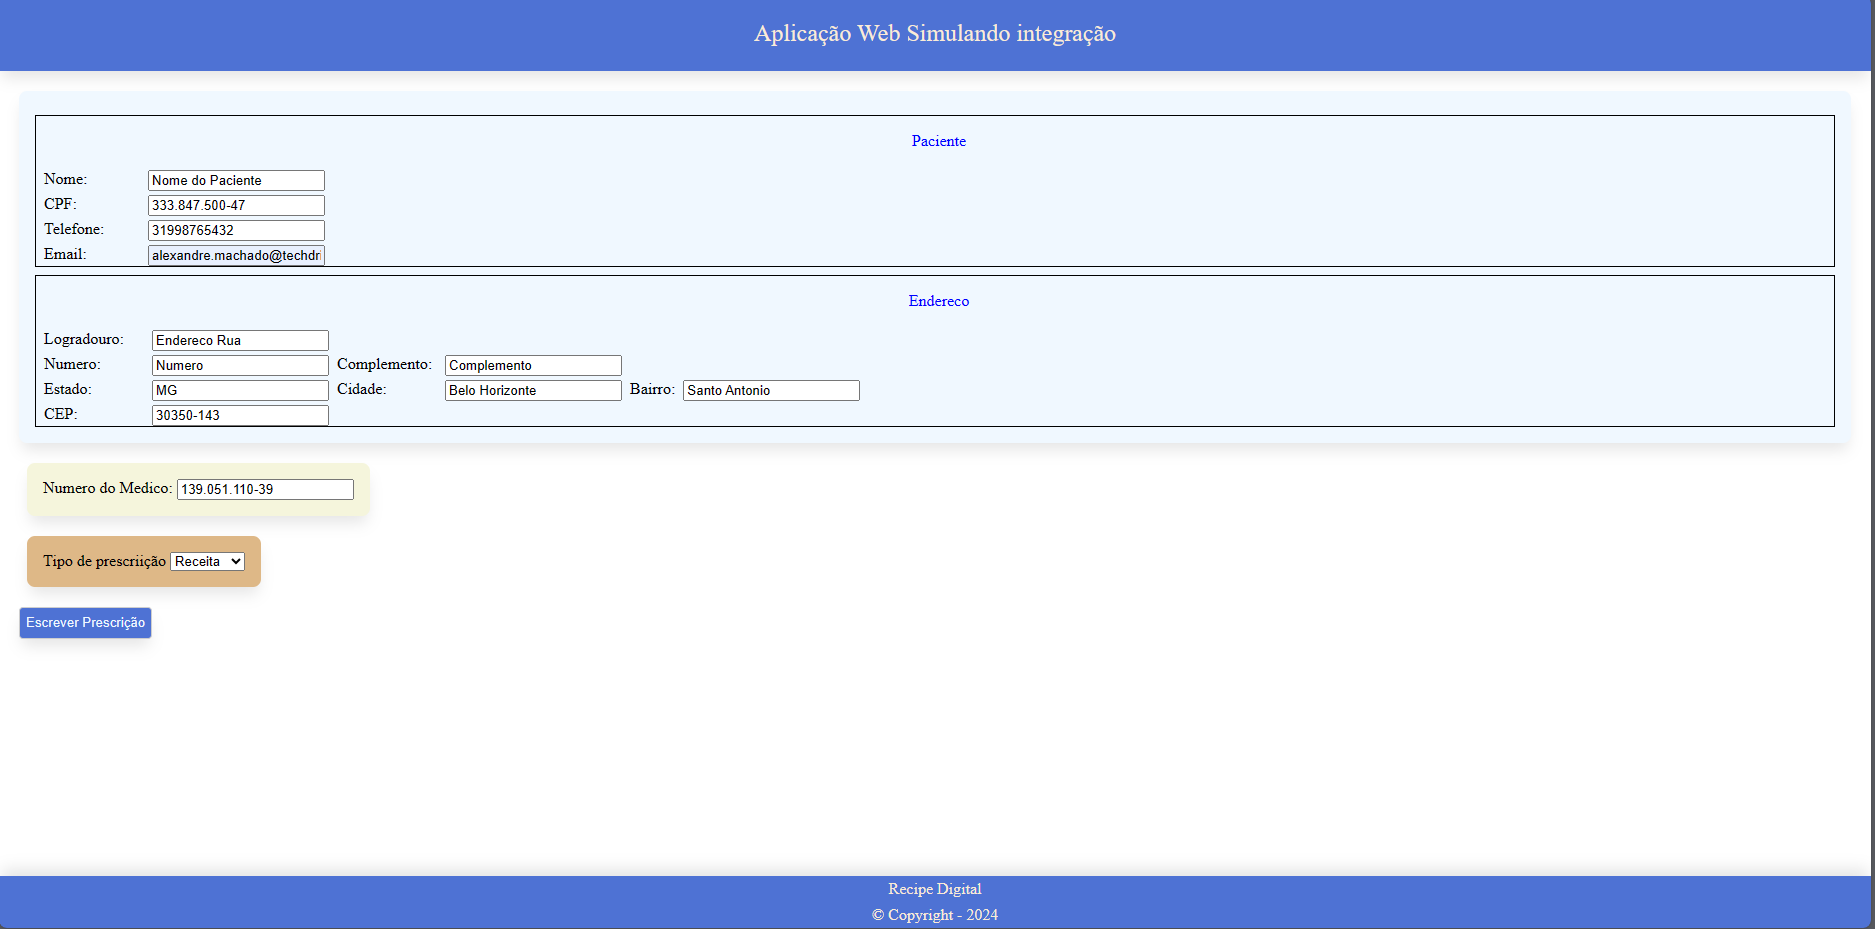 Aplicação Web Simulando integração
Paciente
Nome: Nome do Paciente
CPF: 333.847.500-47
Telefone: 31998765432
Email: alexandre.machado@techdri
Endereco
Logradouro: Endereco Rua
Numero: Numero Complemento: Complemento
Estado: MG Cidade: Belo Horizonte Bairro: Santo Antonio
CEP: 30350-143
Numero do Medico: 139.051.110-39
Tipo de prescriição Receita
Escrever Prescrição
Recipe Digital
© Copyright - 2024